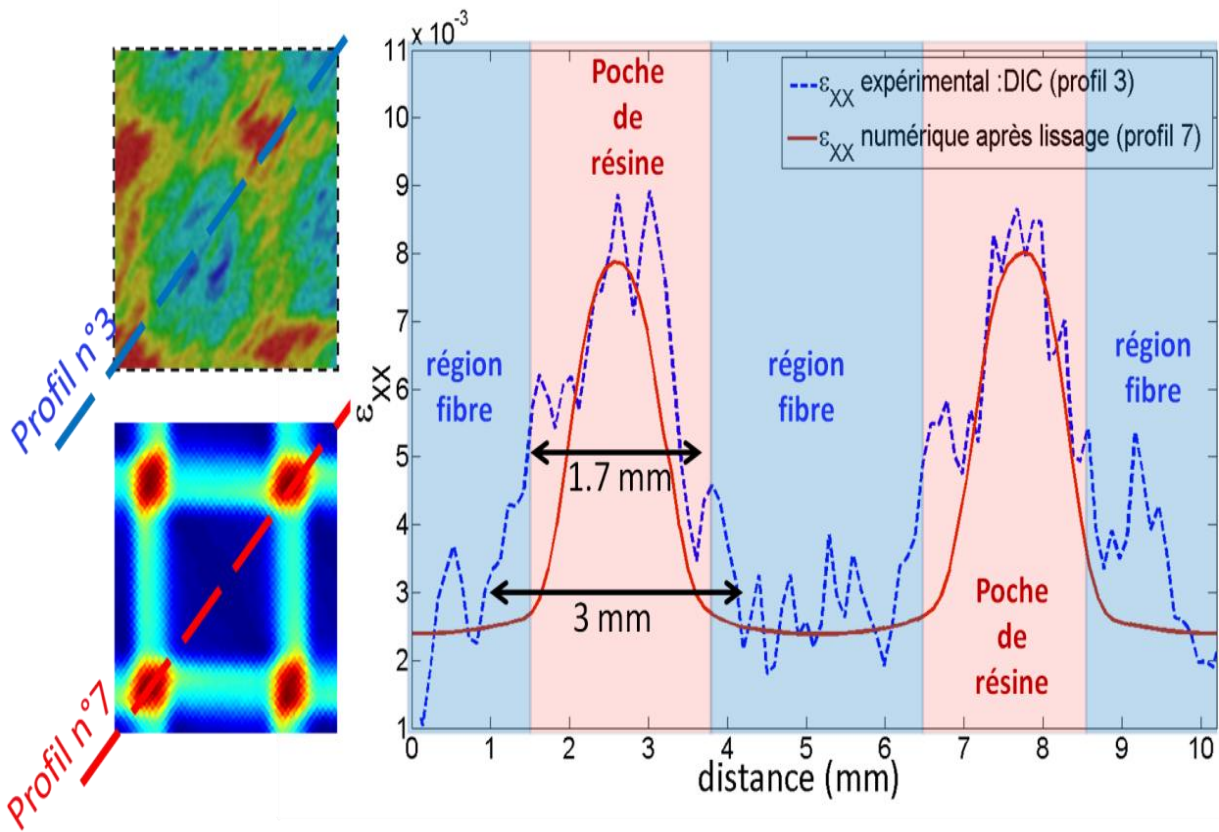 Profil n°3
Profil n°7
11 x 10⁻³
10
9
8
7
6
5
4
3
2
1
εxx
0 1 2 3 4 5 6 7 8 9 10
distance (mm)
εXX expérimental :DIC (profil 3)
εXX numérique après lissage (profil 7)
Poche
de
résine
région
fibre
région
fibre
région
fibre
1.7 mm
3 mm
Poche
de
résine